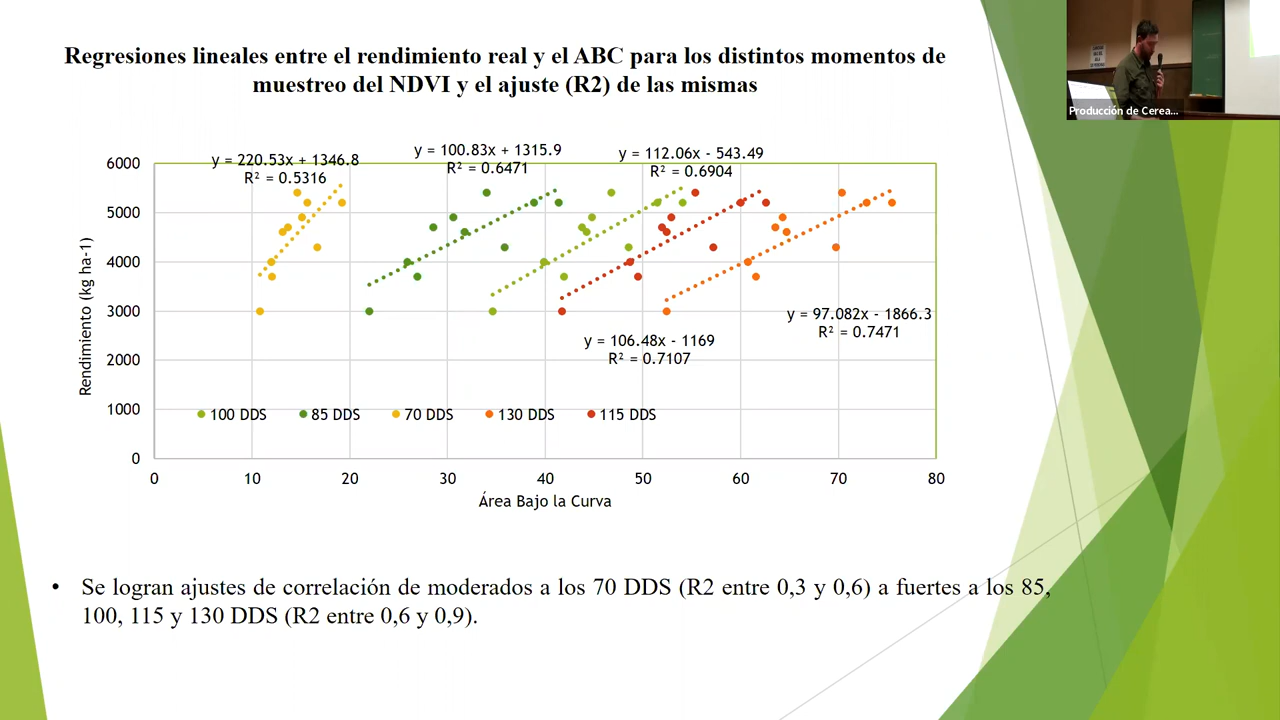 Regresiones lineales entre el rendimiento real y el ABC para los distintos momentos de
muestreo del NDVI y el ajuste (R2) de las mismas
Producción de Cerea...
y = 220.53x + 1346.8
R² = 0.5316
y = 100.83x + 1315.9
R² = 0.6471
y = 112.06x - 543.49
R² = 0.6904
6000
5000
4000
3000
2000
1000
0
Rendimiento (kg ha-1)
y = 97.082x - 1866.3
R² = 0.7471
y = 106.48x - 1169
R² = 0.7107
100 DDS 85 DDS 70 DDS 130 DDS 115 DDS
0 10 20 30 40 50 60 70 80
Área Bajo la Curva
• Se logran ajustes de correlación de moderados a los 70 DDS (R2 entre 0,3 y 0,6) a fuertes a los 85,
100, 115 y 130 DDS (R2 entre 0,6 y 0,9).